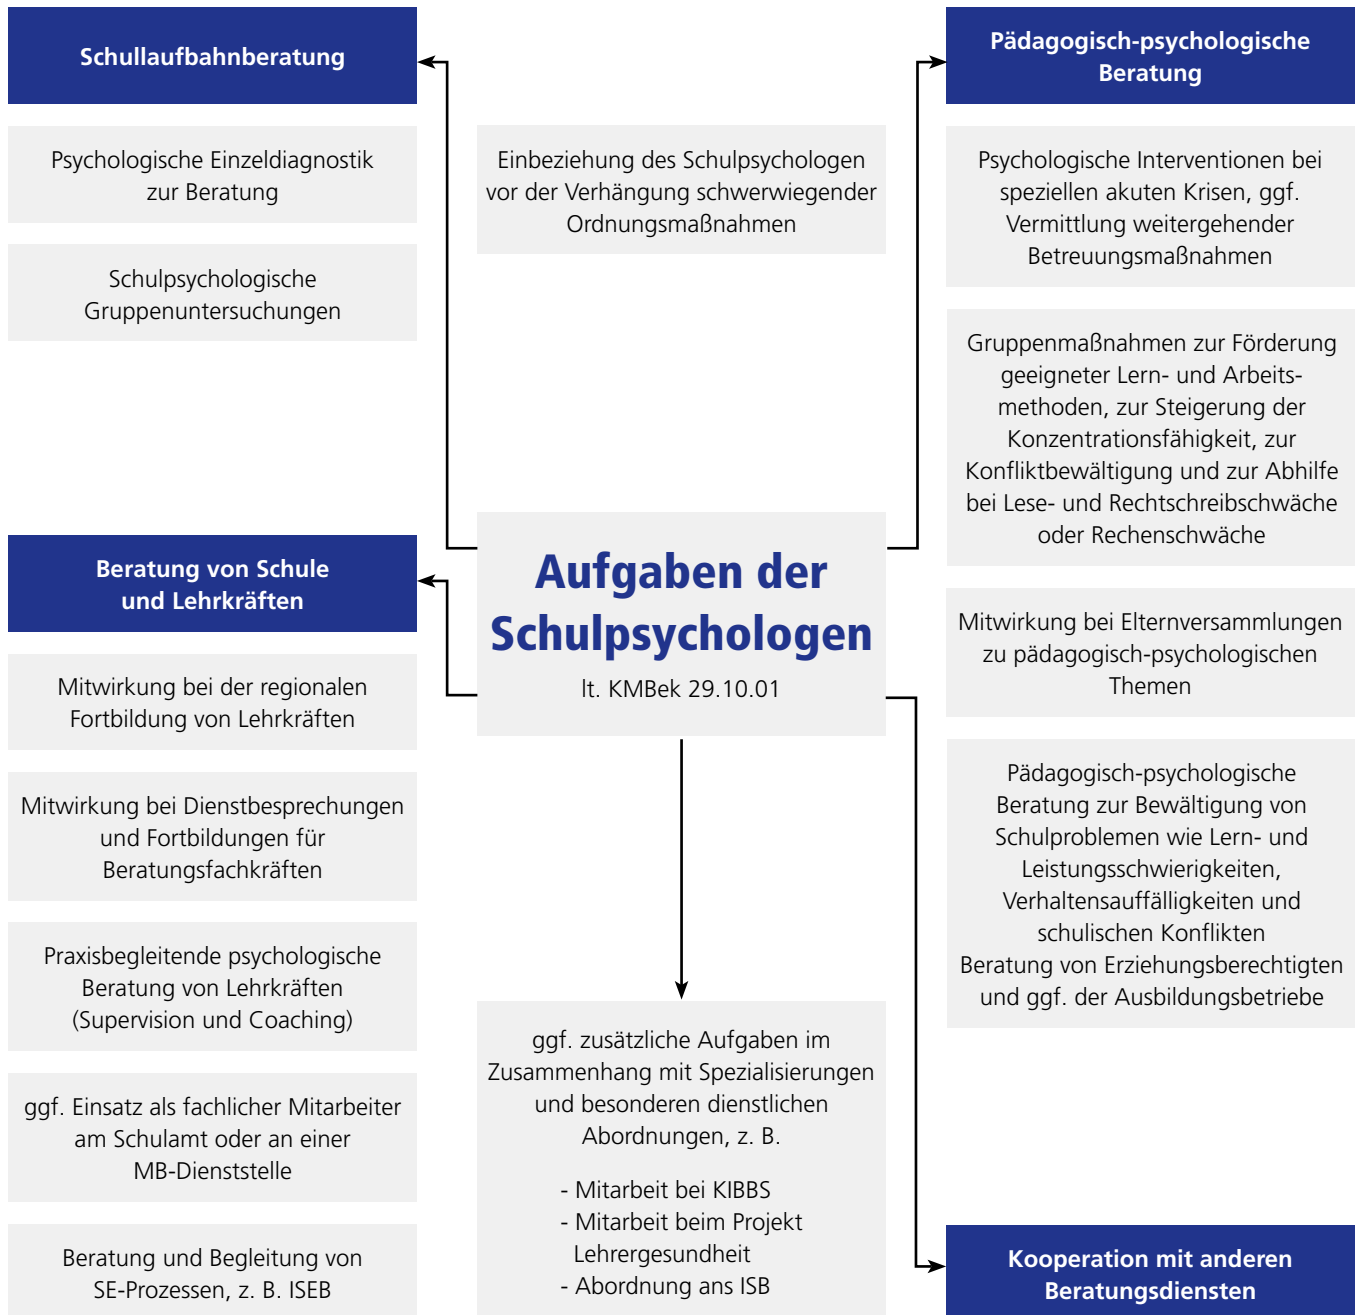 Schullaufbahnberatung
Psychologische Einzeldiagnostik
zur Beratung
Schulpsychologische
Gruppenuntersuchungen
Einbeziehung des Schulpsychologen
vor der Verhängung schwerwiegender
Ordnungsmaßnahmen
Pädagogisch-psychologische
Beratung
Psychologische Interventionen bei
speziellen akuten Krisen, ggf.
Vermittlung weitergehender
Betreuungsmaßnahmen
Gruppenmaßnahmen zur Förderung
geeigneter Lern- und Arbeits-
methoden, zur Steigerung der
Konzentrationsfähigkeit, zur
Konfliktbewältigung und zur Abhilfe
bei Lese- und Rechtschreibschwäche
oder Rechenschwäche
Mitwirkung bei Elternversammlungen
zu pädagogisch-psychologischen
Themen
Pädagogisch-psychologische
Beratung zur Bewältigung von
Schulproblemen wie Lern- und
Leistungsschwierigkeiten,
Verhaltensauffälligkeiten und
schulischen Konflikten
Beratung von Erziehungsberechtigten
und ggf. der Ausbildungsbetriebe
Aufgaben der
Schulpsychologen
lt. KMBek 29.10.01
Beratung von Schule
und Lehrkräften
Mitwirkung bei der regionalen
Fortbildung von Lehrkräften
Mitwirkung bei Dienstbesprechungen
und Fortbildungen für
Beratungsfachkräften
Praxisbegleitende psychologische
Beratung von Lehrkräften
(Supervision und Coaching)
ggf. Einsatz als fachlicher Mitarbeiter
am Schulamt oder an einer
MB-Dienststelle
Beratung und Begleitung von
SE-Prozessen, z. B. ISEB
ggf. zusätzliche Aufgaben im
Zusammenhang mit Spezialisierungen
und besonderen dienstlichen
Abordnungen, z. B.
- Mitarbeit bei KIBBS
- Mitarbeit beim Projekt
Lehrergesundheit
- Abordnung ans ISB
Kooperation mit anderen
Beratungsdiensten